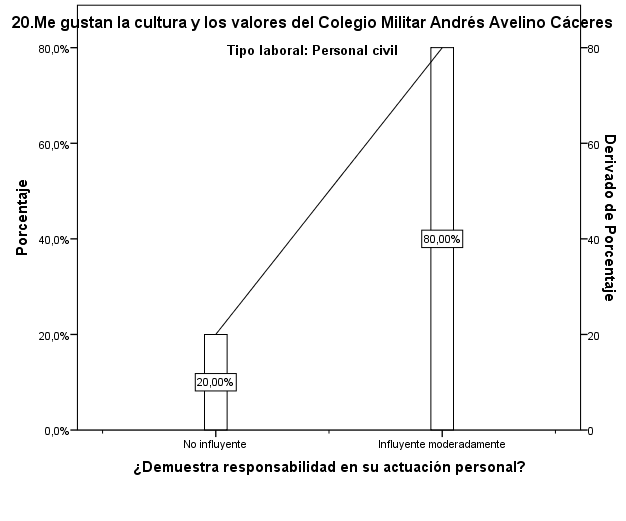 20.Me gustan la cultura y los valores del Colegio Militar Andrés Avelino Cáceres
Tipo laboral: Personal civil
80,0%
60,0%
40,0%
20,0%
0,0%
Porcentaje
80
60
40
20
0
Derivado de Porcentaje
20,00%
80,00%
No influyente
Influyente moderadamente
¿Demuestra responsabilidad en su actuación personal?